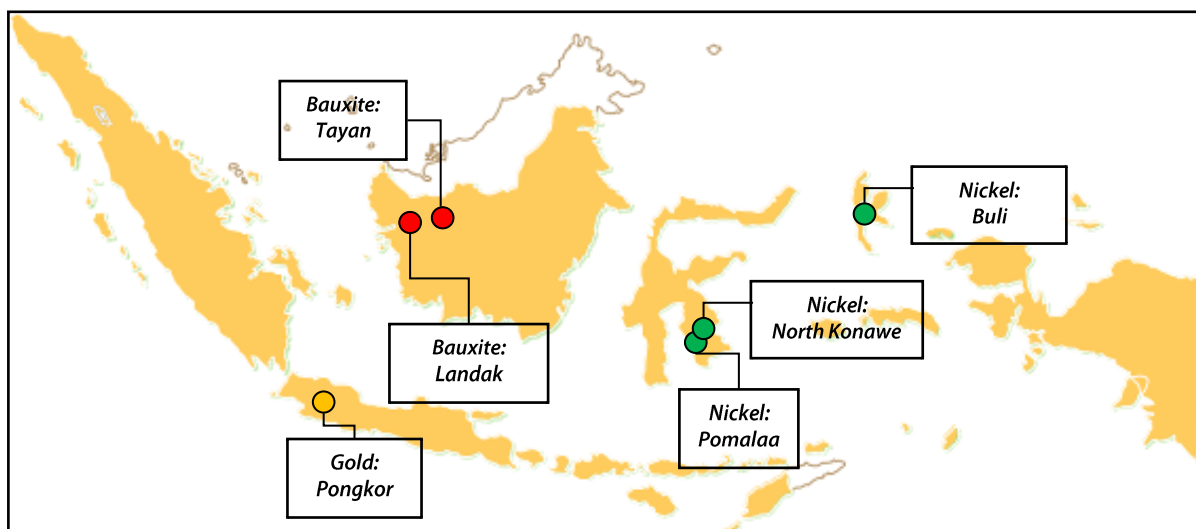 Bauxite:
Tayan
Nickel:
Buli
Nickel:
North Konawe
Bauxite:
Landak
Nickel:
Pomalaa
Gold:
Pongkor